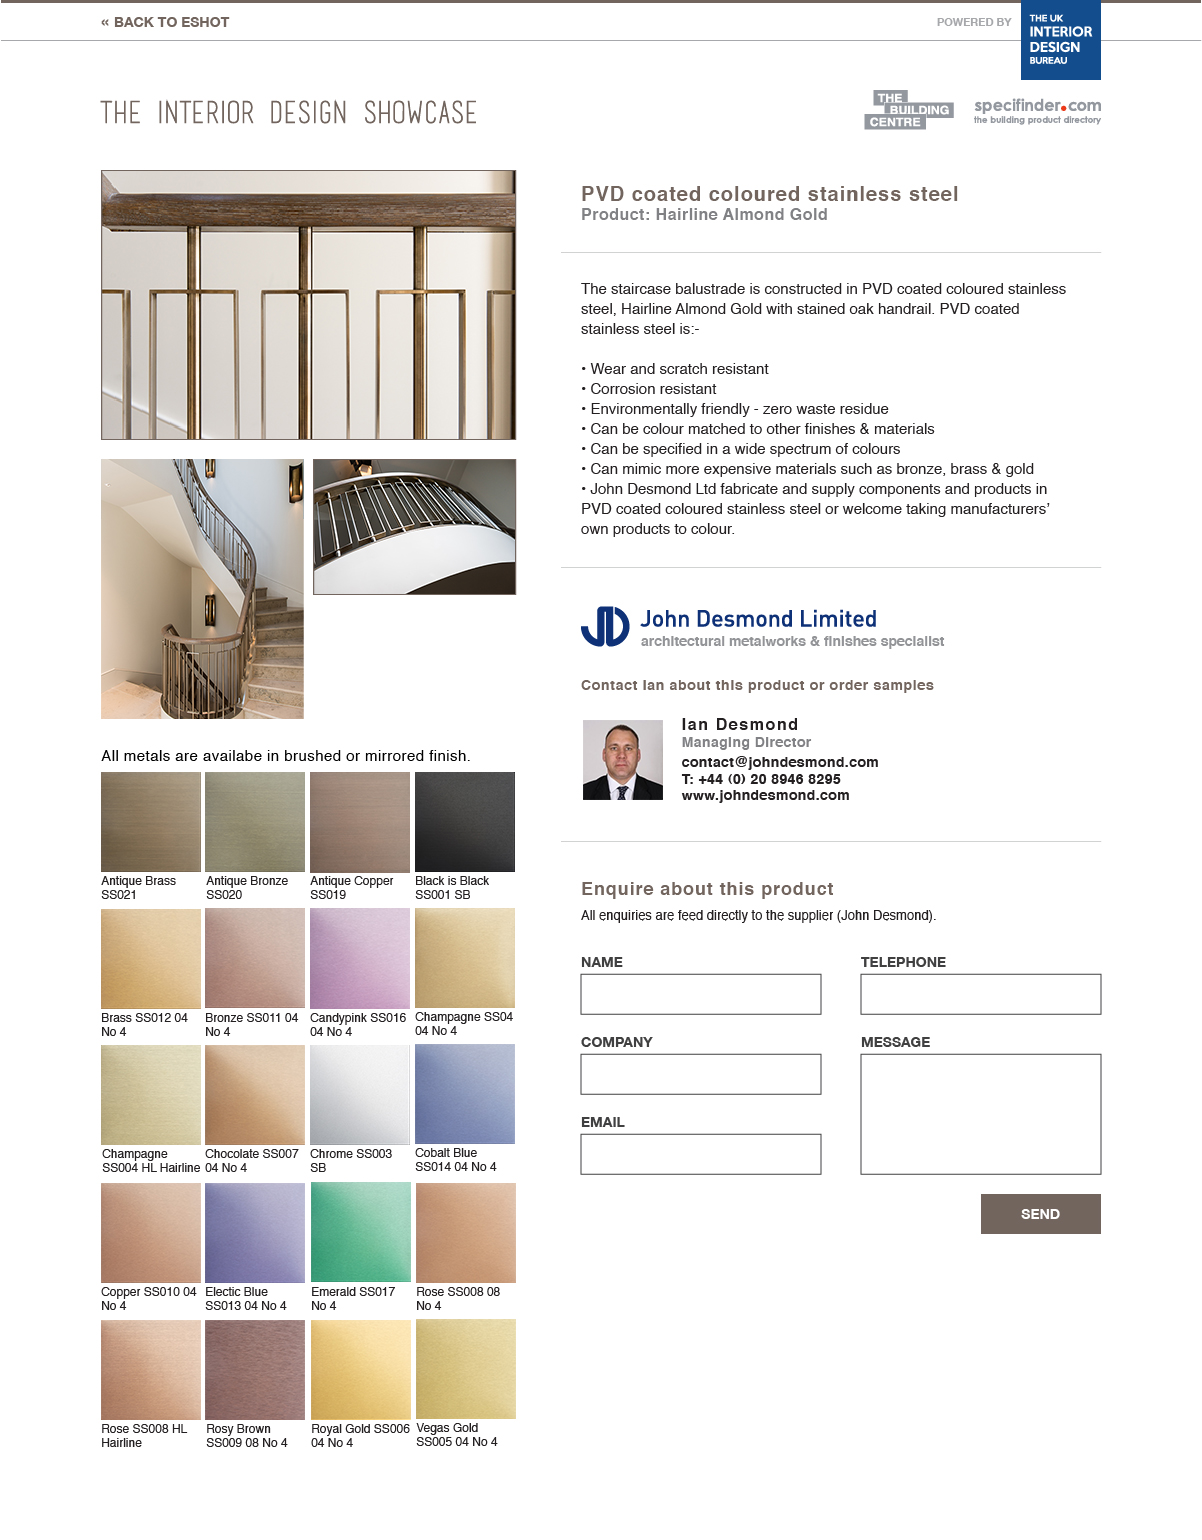 « BACK TO ESHOT
POWERED BY
THE UK
INTERIOR
DESIGN
BUREAU
THE INTERIOR DESIGN SHOWCASE
THE
BUILDING
CENTRE
specifinder.com
the building product directory
PVD coated coloured stainless steel
Product: Hairline Almond Gold
The staircase balustrade is constructed in PVD coated coloured stainless
steel, Hairline Almond Gold with stained oak handrail. PVD coated
stainless steel is:-
• Wear and scratch resistant
• Corrosion resistant
• Environmentally friendly - zero waste residue
• Can be colour matched to other finishes & materials
• Can be specified in a wide spectrum of colours
• Can mimic more expensive materials such as bronze, brass & gold
• John Desmond Ltd fabricate and supply components and products in
PVD coated coloured stainless steel or welcome taking manufacturers’
own products to colour.
JD John Desmond Limited
architectural metalworks & finishes specialist
Contact Ian about this product or order samples
Ian Desmond
Managing Director
contact@johndesmond.com
T: +44 (0) 20 8946 8295
www.johndesmond.com
All metals are availabe in brushed or mirrored finish.
Antique Brass
SS021
Antique Bronze
SS020
Antique Copper
SS019
Black is Black
SS001 SB
Brass SS012 04
No 4
Bronze SS011 04
No 4
Candypink SS016
04 No 4
Champagne SS04
04 No 4
Champagne
SS004 HL Hairline
Chocolate SS007
04 No 4
Chrome SS003
SB
Cobalt Blue
SS014 04 No 4
Copper SS010 04
No 4
Electic Blue
SS013 04 No 4
Emerald SS017
No 4
Rose SS008 08
No 4
Rose SS008 HL
Hairline
Rosy Brown
SS009 08 No 4
Royal Gold SS006
04 No 4
Vegas Gold
SS005 04 No 4
Enquire about this product
All enquiries are feed directly to the supplier (John Desmond).
NAME
TELEPHONE
COMPANY
MESSAGE
EMAIL
SEND